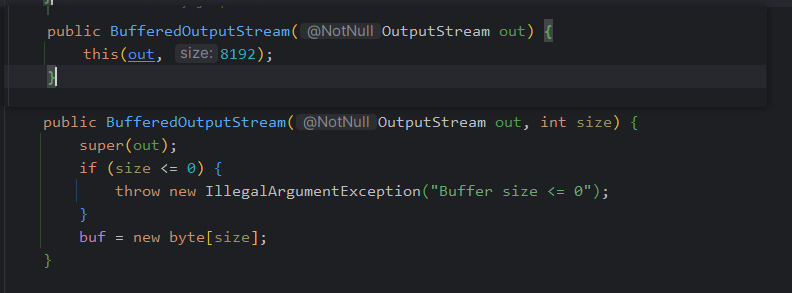 public BufferedOutputStream( @NotNull OutputStream out) {
this(out, size: 8192);
}
public BufferedOutputStream( @NotNull OutputStream out, int size) {
super(out);
if (size <= 0) {
throw new IllegalArgumentException("Buffer size <= 0");
}
buf = new byte[size];
}